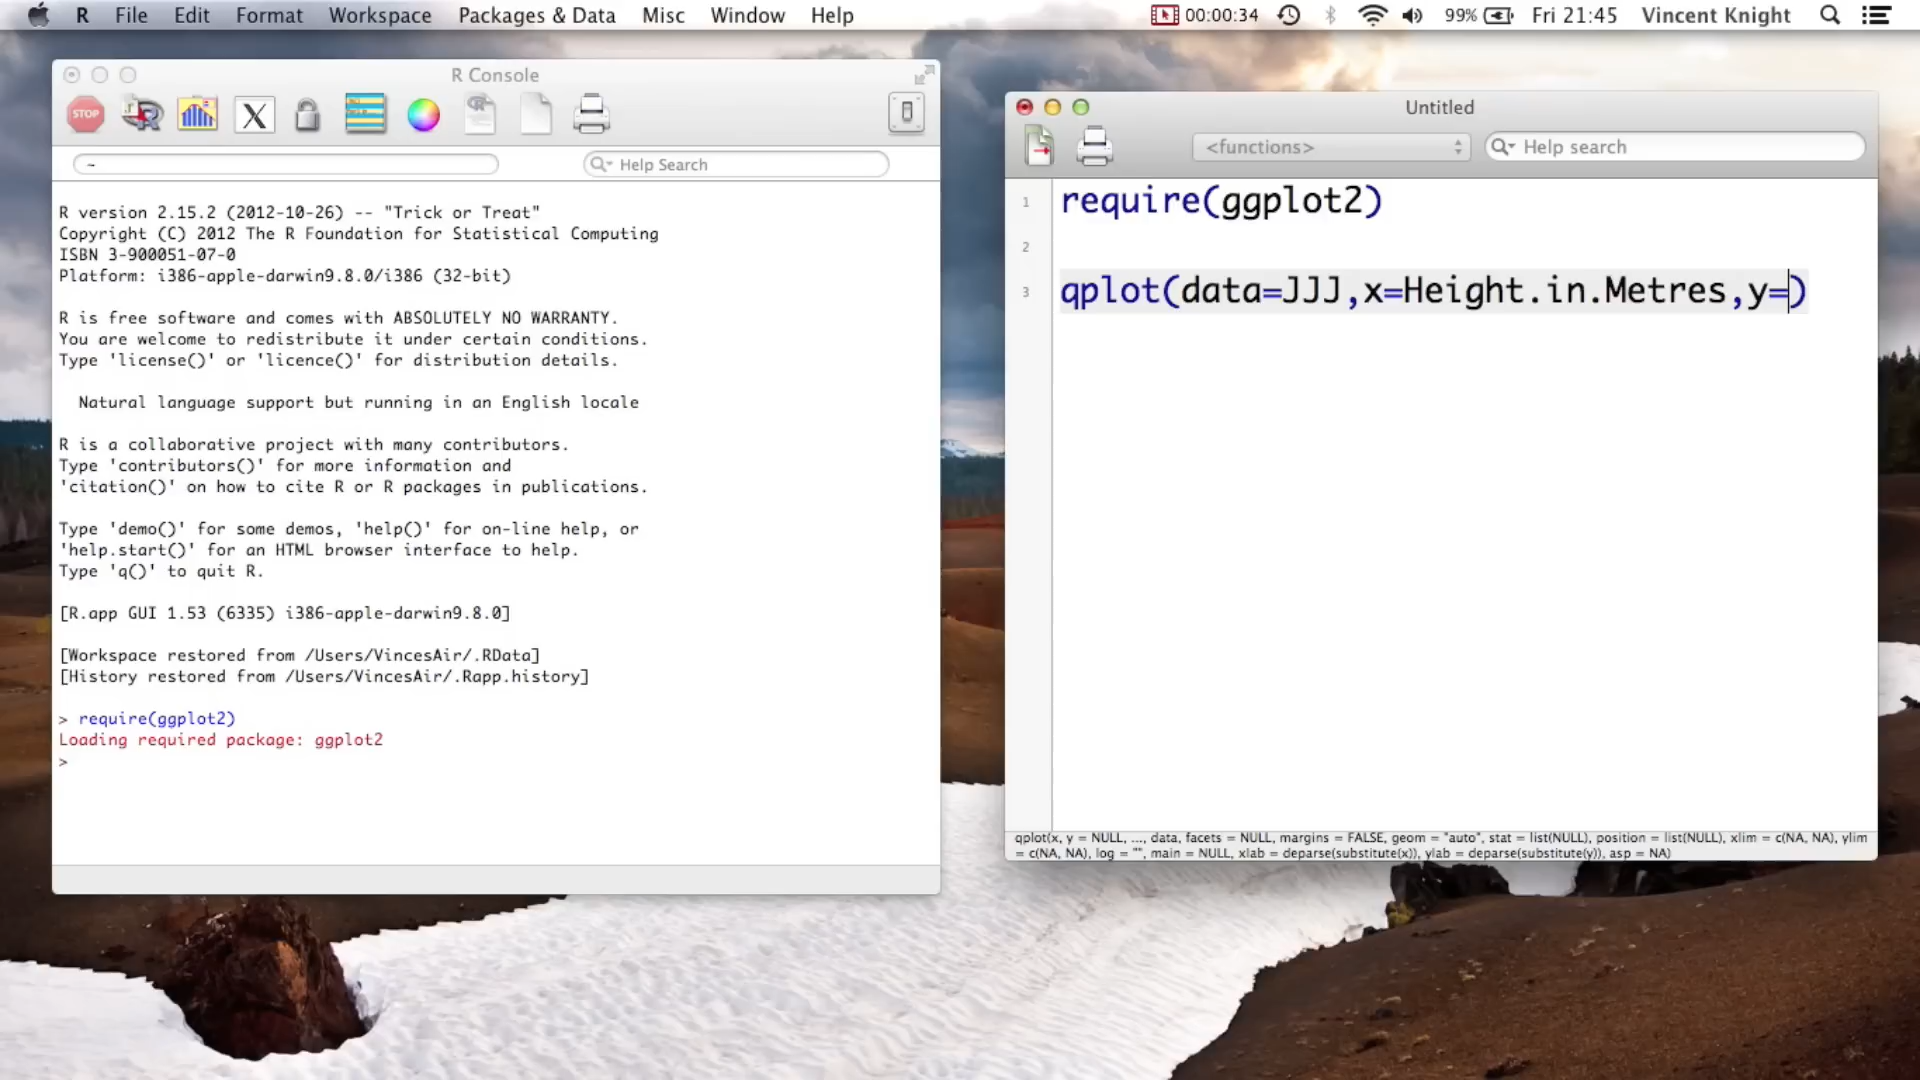 R File Edit Format Workspace Packages & Data Misc Window Help 00:00:34 99% Fri 21:45 Vincent Knight
R Console
STOP
~ Help Search
R version 2.15.2 (2012-10-26) -- "Trick or Treat"
Copyright (C) 2012 The R Foundation for Statistical Computing
ISBN 3-900051-07-0
Platform: i386-apple-darwin9.8.0/i386 (32-bit)
R is free software and comes with ABSOLUTELY NO WARRANTY.
You are welcome to redistribute it under certain conditions.
Type 'license()' or 'licence()' for distribution details.
Natural language support but running in an English locale
R is a collaborative project with many contributors.
Type 'contributors()' for more information and
'citation()' on how to cite R or R packages in publications.
Type 'demo()' for some demos, 'help()' for on-line help, or
'help.start()' for an HTML browser interface to help.
Type 'q()' to quit R.
[R.app GUI 1.53 (6335) i386-apple-darwin9.8.0]
[Workspace restored from /Users/VincesAir/.RData]
[History restored from /Users/VincesAir/.Rapp.history]
> require(ggplot2)
Loading required package: ggplot2
>
Untitled
<functions> Help search
1 require(ggplot2)
2
3 qplot(data=JJJ,x=Height.in.Metres,y=)
qplot(x, y = NULL, ..., data, facets = NULL, margins = FALSE, geom = "auto", stat = list(NULL), position = list(NULL), xlim = c(NA, NA), ylim
= c(NA, NA), log = "", main = NULL, xlab = deparse(substitute(x)), ylab = deparse(substitute(y)), asp = NA)